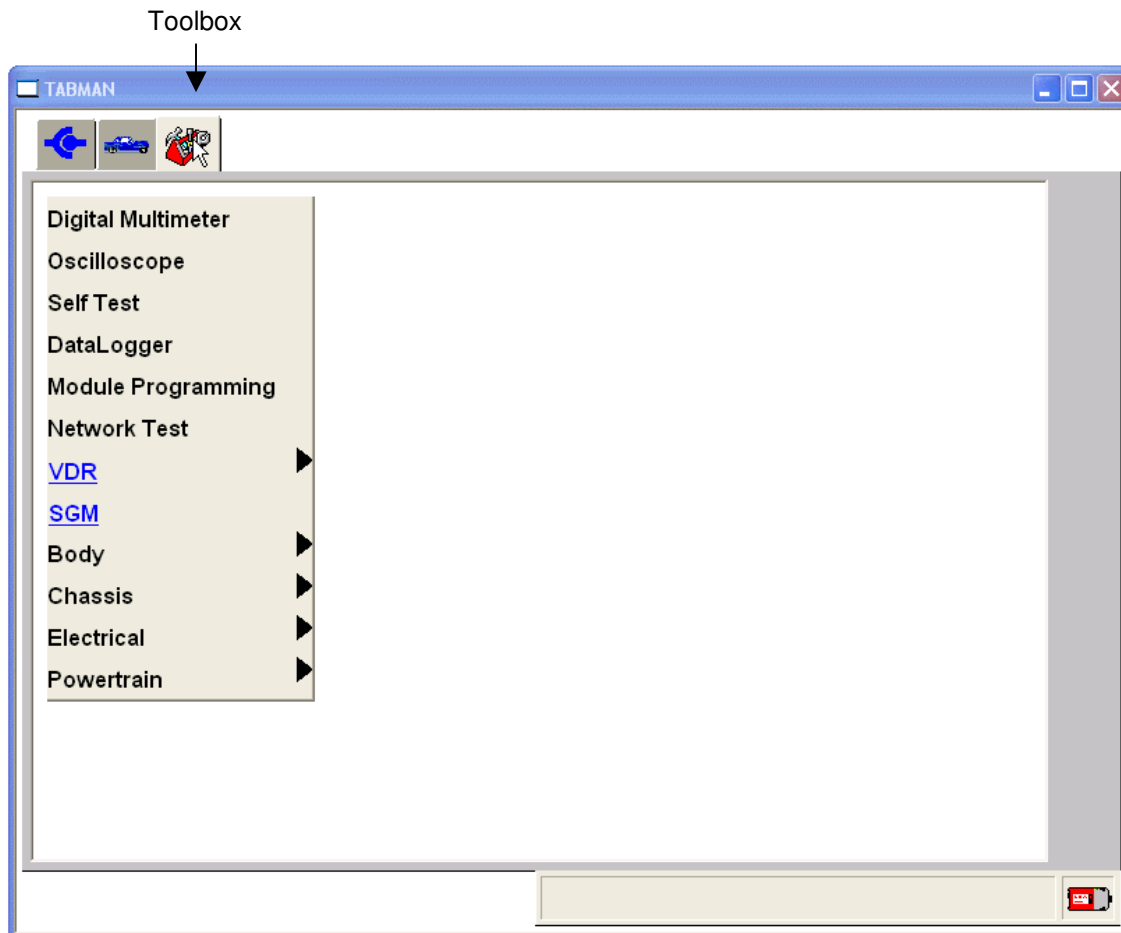 Toolbox
TABMAN
Digital Multimeter
Oscilloscope
Self Test
DataLogger
Module Programming
Network Test
VDR
SGM
Body
Chassis
Electrical
Powertrain